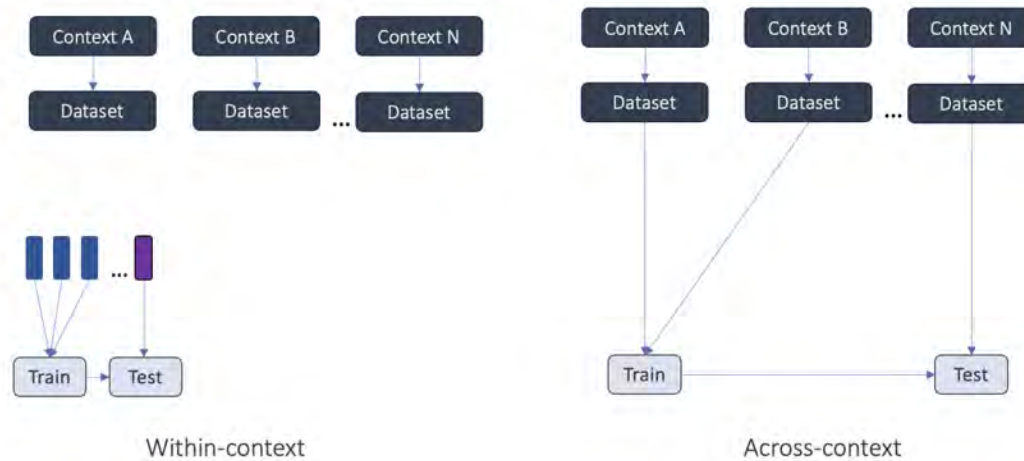 Context A
Context B
Context N
Dataset
Dataset
...
Dataset
...
Train
Test
Within-context
Context A
Context B
Context N
Dataset
Dataset
...
Dataset
Train
Test
Across-context